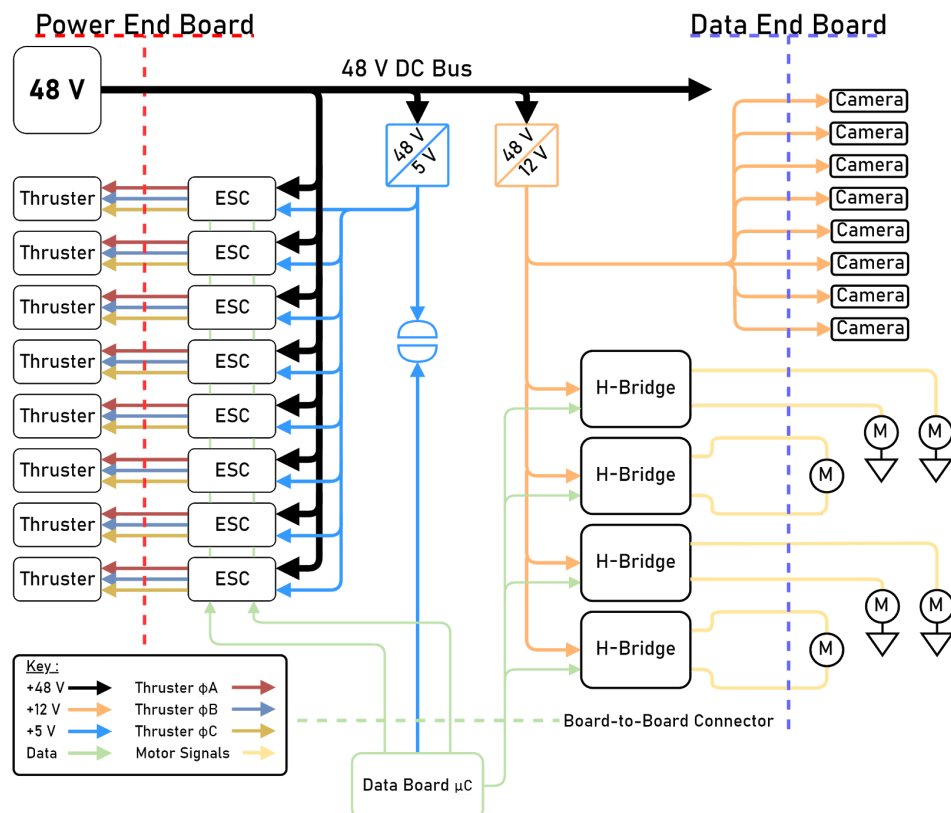 Power End Board
Data End Board
48 V
48 V DC Bus
48 V
5 V
48 V
12 V
Camera
Camera
Camera
Camera
Camera
Camera
Camera
Camera
Thruster
ESC
Thruster
ESC
Thruster
ESC
Thruster
ESC
Thruster
ESC
Thruster
ESC
Thruster
ESC
Thruster
ESC
H-Bridge
M
M
H-Bridge
M
H-Bridge
M
M
H-Bridge
M
Key :
+48 V
Thruster ϕA
+12 V
Thruster ϕB
+5 V
Thruster ϕC
Data
Motor Signals
Board-to-Board Connector
Data Board µC